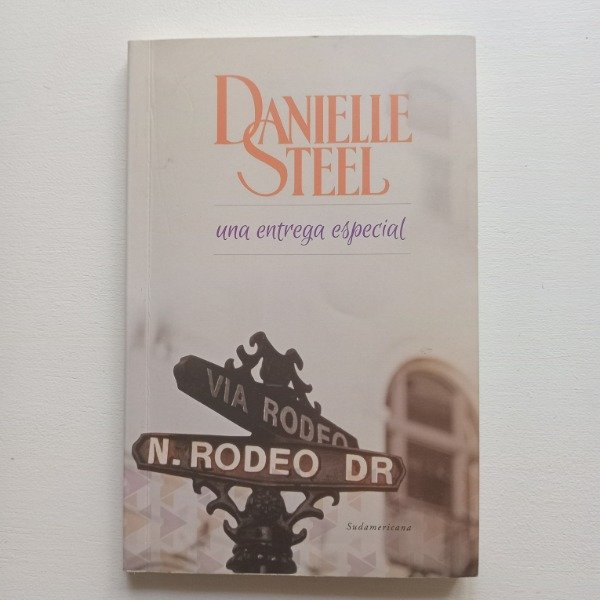 DANIELLE
STEEL
una entrega especial
VIA RODEO
N. RODEO DR
Sudamericana